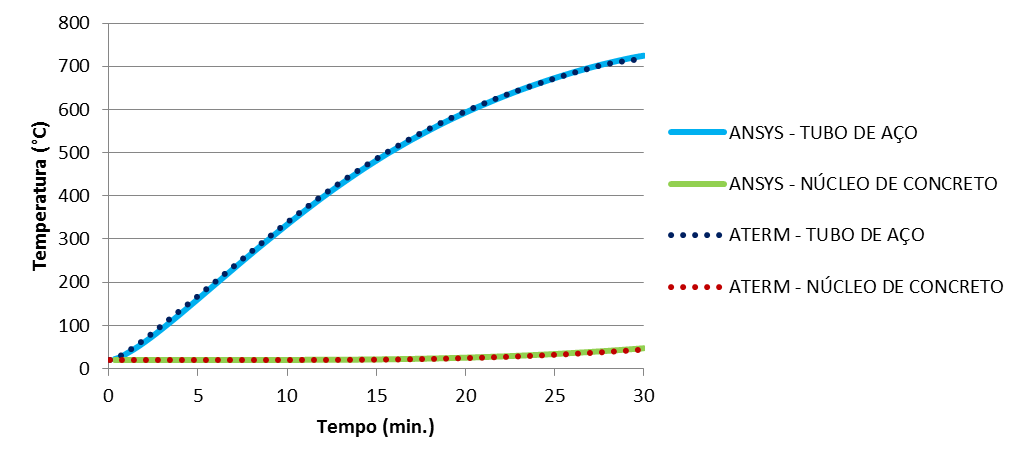 800
700
600
500
400
300
200
100
0
Temperatura (°C)
0 5 10 15 20 25 30
Tempo (min.)
ANSYS - TUBO DE AÇO
ANSYS - NÚCLEO DE CONCRETO
ATERM - TUBO DE AÇO
ATERM - NÚCLEO DE CONCRETO